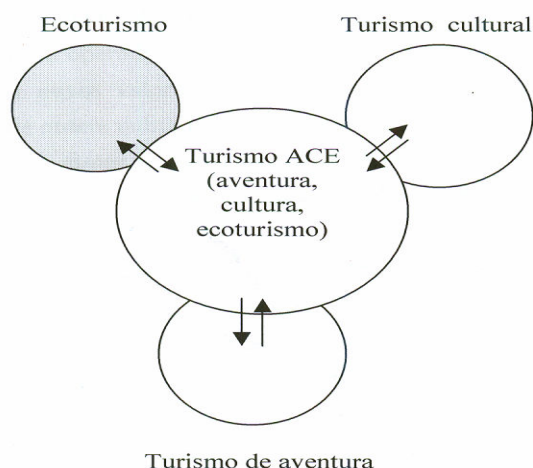 Ecoturismo
Turismo cultural
Turismo ACE
(aventura,
cultura,
ecoturismo)
Turismo de aventura